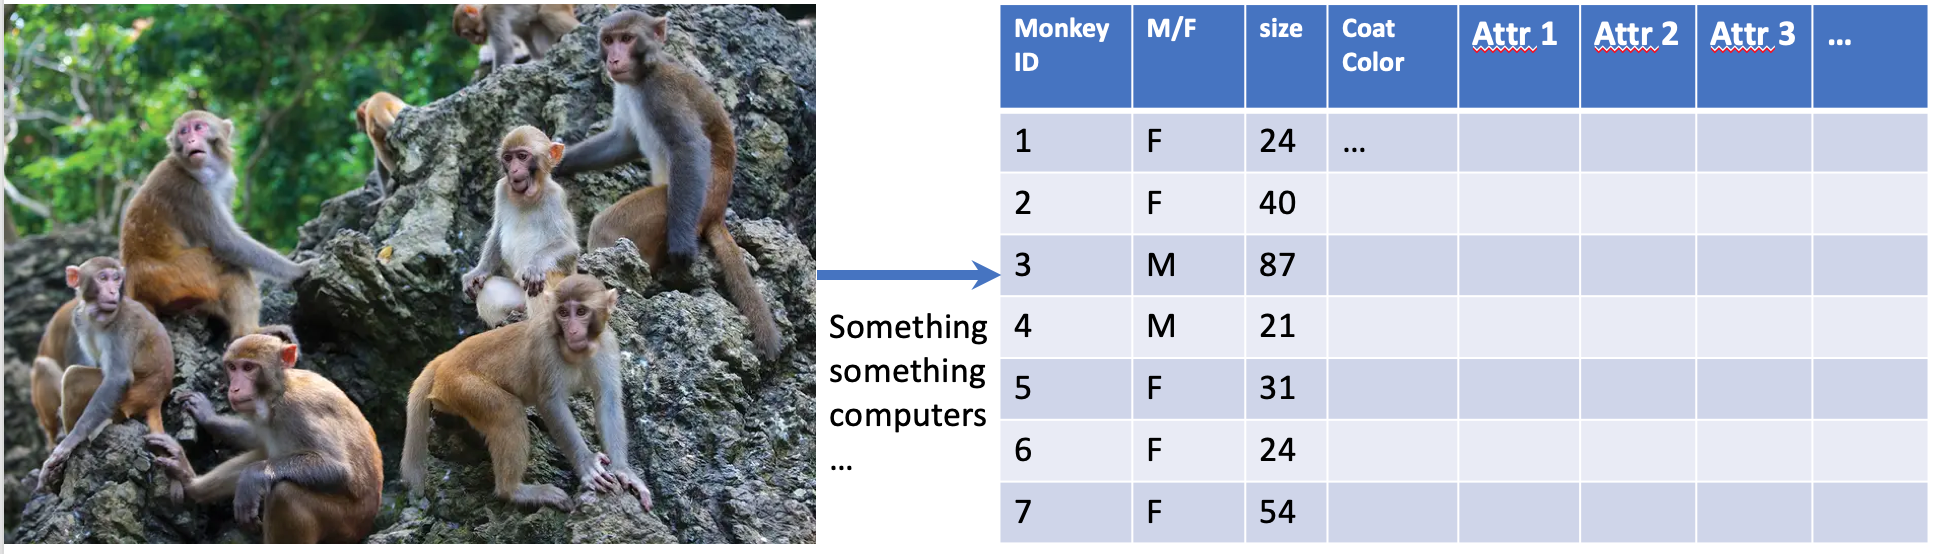 Something
something
computers
...
Monkey ID M/F size Coat Color Attr 1 Attr 2 Attr 3 ...
1 F 24 ...
2 F 40
3 M 87
4 M 21
5 F 31
6 F 24
7 F 54